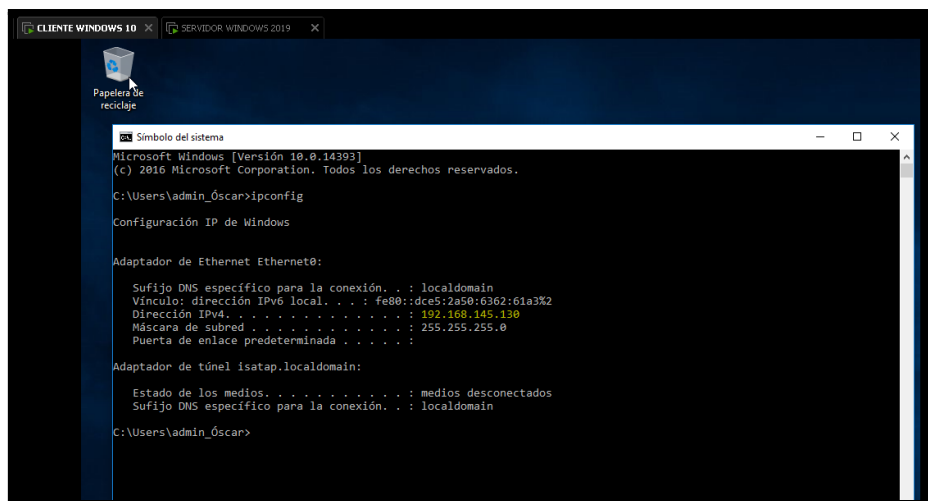 CLIENTE WINDOWS 10
SERVIDOR WINDOWS 2019
Papelera de
reciclaje
Símbolo del sistema
Microsoft Windows [Versión 10.0.14393]
(c) 2016 Microsoft Corporation. Todos los derechos reservados.
C:\Users\admin_Óscar>ipconfig
Configuración IP de Windows
Adaptador de Ethernet Ethernet0:
Sufijo DNS específico para la conexión. . : localdomain
Vínculo: dirección IPv6 local. . . : fe80::dce5:2a50:6362:61a3%2
Dirección IPv4. . . . . . . . . . . . . . : 192.168.145.130
Máscara de subred . . . . . . . . . . . . : 255.255.255.0
Puerta de enlace predeterminada . . . . . :
Adaptador de túnel isatap.localdomain:
Estado de los medios. . . . . . . . . . . : medios desconectados
Sufijo DNS específico para la conexión. . : localdomain
C:\Users\admin_Óscar>